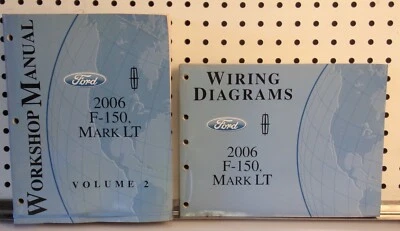 WORKSHOP MANUAL
Ford
2006
F-150,
MARK LT
VOLUME 2
WIRING
DIAGRAMS
Ford
2006
F-150,
MARK LT